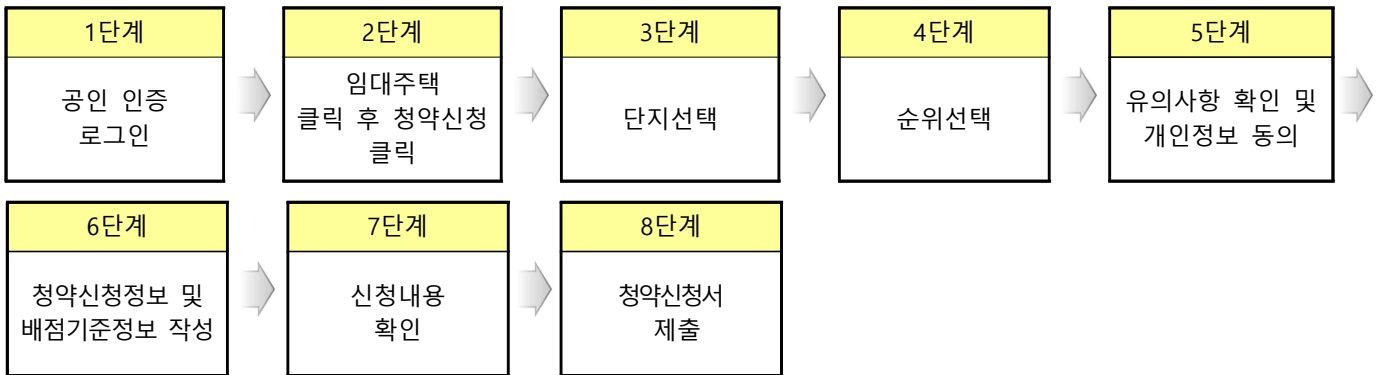 1단계
공인 인증
로그인
2단계
임대주택
클릭 후 청약신청
클릭
3단계
단지선택
4단계
순위선택
5단계
유의사항 확인 및
개인정보 동의
6단계
청약신청정보 및
배점기준정보 작성
7단계
신청내용
확인
8단계
청약신청서
제출